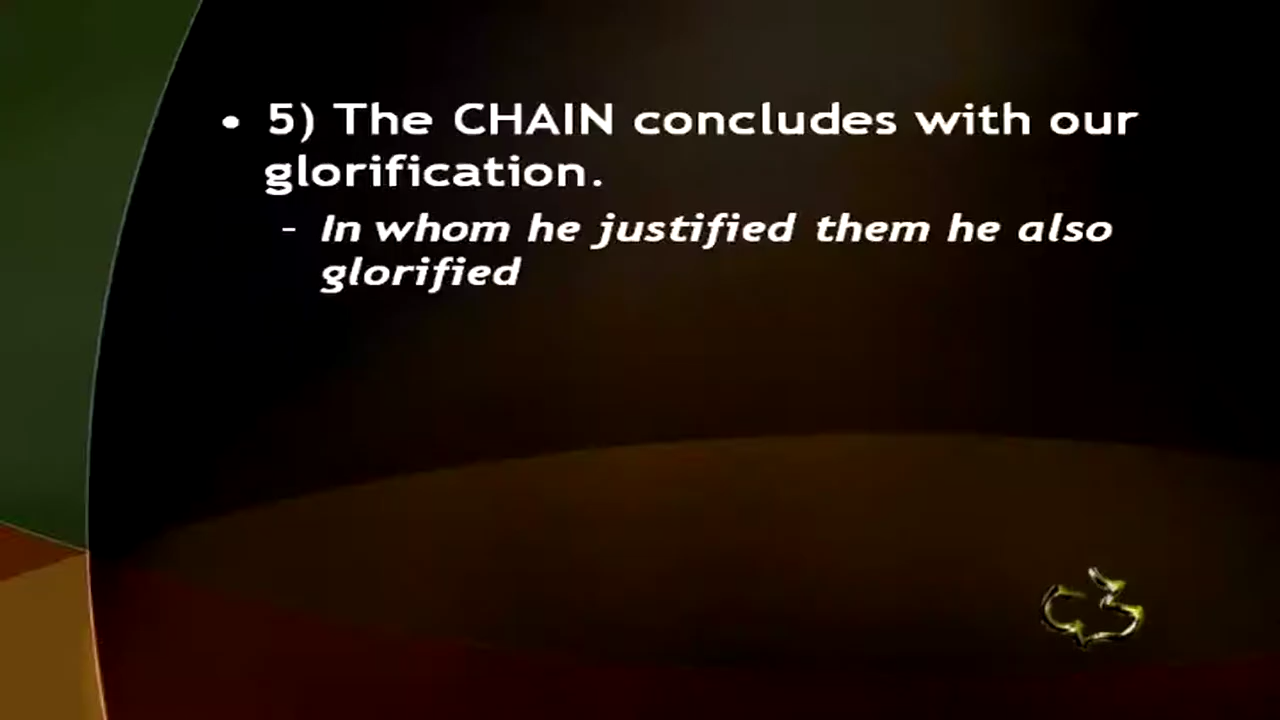 • 5) The CHAIN concludes with our
glorification.
- In whom he justified them he also
glorified